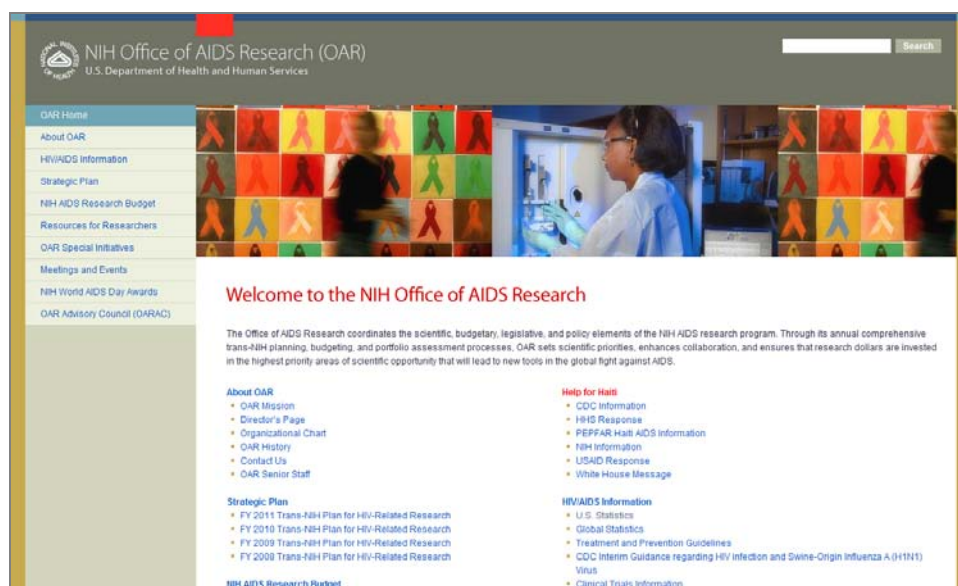 NATIONAL INSTITUTES
OF HEALTH
NIH Office of AIDS Research (OAR)
U.S. Department of Health and Human Services
Search
OAR Home
About OAR
HIV/AIDS Information
Strategic Plan
NIH AIDS Research Budget
Resources for Researchers
OAR Special Initiatives
Meetings and Events
NIH World AIDS Day Awards
OAR Advisory Council (OARAC)
Welcome to the NIH Office of AIDS Research
The Office of AIDS Research coordinates the scientific, budgetary, legislative, and policy elements of the NIH AIDS research program. Through its annual comprehensive
trans-NIH planning, budgeting, and portfolio assessment processes, OAR sets scientific priorities, enhances collaboration, and ensures that research dollars are invested
in the highest priority areas of scientific opportunity that will lead to new tools in the global fight against AIDS.
About OAR
OAR Mission
Director's Page
Organizational Chart
OAR History
Contact Us
OAR Senior Staff
Strategic Plan
FY 2011 Trans-NIH Plan for HIV-Related Research
FY 2010 Trans-NIH Plan for HIV-Related Research
FY 2009 Trans-NIH Plan for HIV-Related Research
FY 2008 Trans-NIH Plan for HIV-Related Research
NIH AIDS Research Budget
Help for Haiti
CDC Information
HHS Response
PEPFAR Haiti AIDS Information
NIH Information
USAID Response
White House Message
HIV/AIDS Information
U.S. Statistics
Global Statistics
Treatment and Prevention Guidelines
CDC Interim Guidance regarding HIV infection and Swine-Origin Influenza A (H1N1)
Virus
Clinical Trials Information